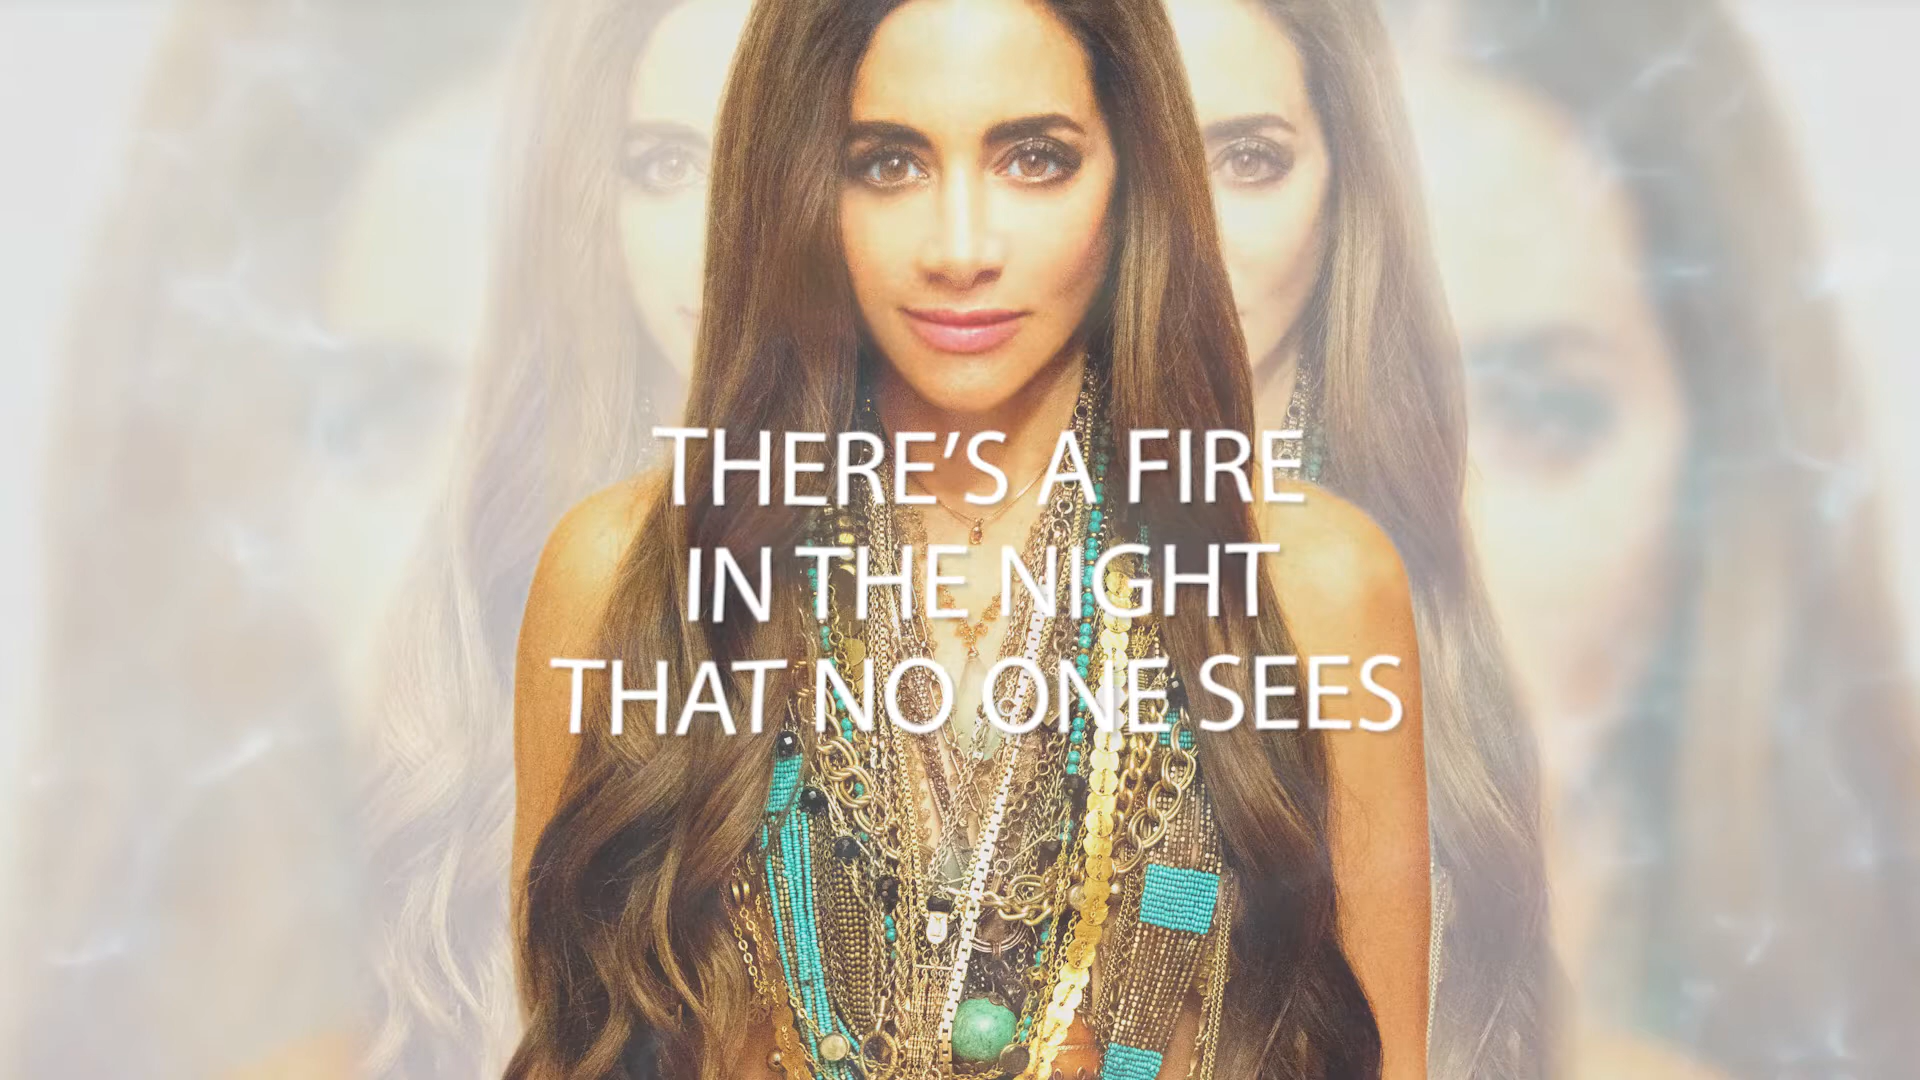 THERE'S A FIRE
IN THE NIGHT
THAT NO ONE SEES